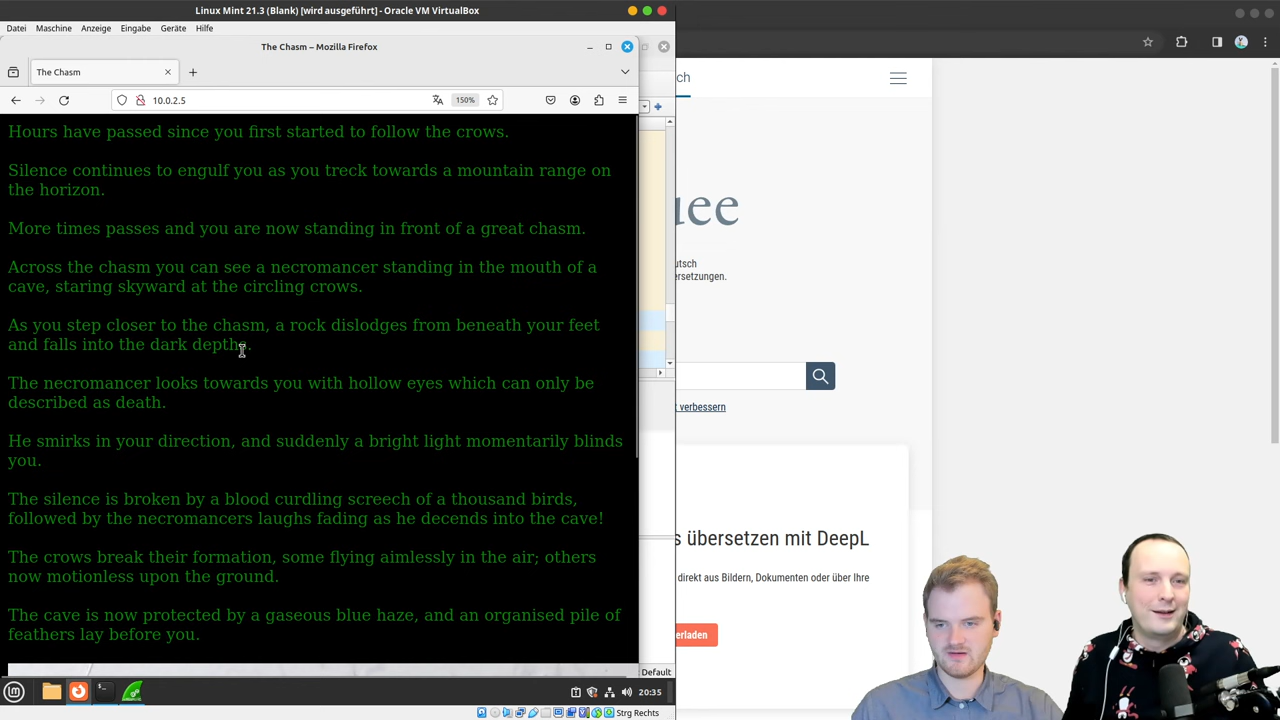 Linux Mint 21.3 (Blank) [wird ausgeführt] - Oracle VM VirtualBox
Datei Maschine Anzeige Eingabe Geräte Hilfe
The Chasm – Mozilla Firefox
The Chasm
10.0.2.5
150%
Hours have passed since you first started to follow the crows.
Silence continues to engulf you as you treck towards a mountain range on
the horizon.
More times passes and you are now standing in front of a great chasm.
Across the chasm you can see a necromancer standing in the mouth of a
cave, staring skyward at the circling crows.
As you step closer to the chasm, a rock dislodges from beneath your feet
and falls into the dark depths.
The necromancer looks towards you with hollow eyes which can only be
described as death.
He smirks in your direction, and suddenly a bright light momentarily blinds
you.
The silence is broken by a blood curdling screech of a thousand birds,
followed by the necromancers laughs fading as he decends into the cave!
The crows break their formation, some flying aimlessly in the air; others
now motionless upon the ground.
The cave is now protected by a gaseous blue haze, and an organised pile of
feathers lay before you.
Default
20:35
Strg Rechts
ch
uee
utsch
ersetzungen.
t verbessern
s übersetzen mit DeepL
direkt aus Bildern, Dokumenten oder über Ihre
erladen